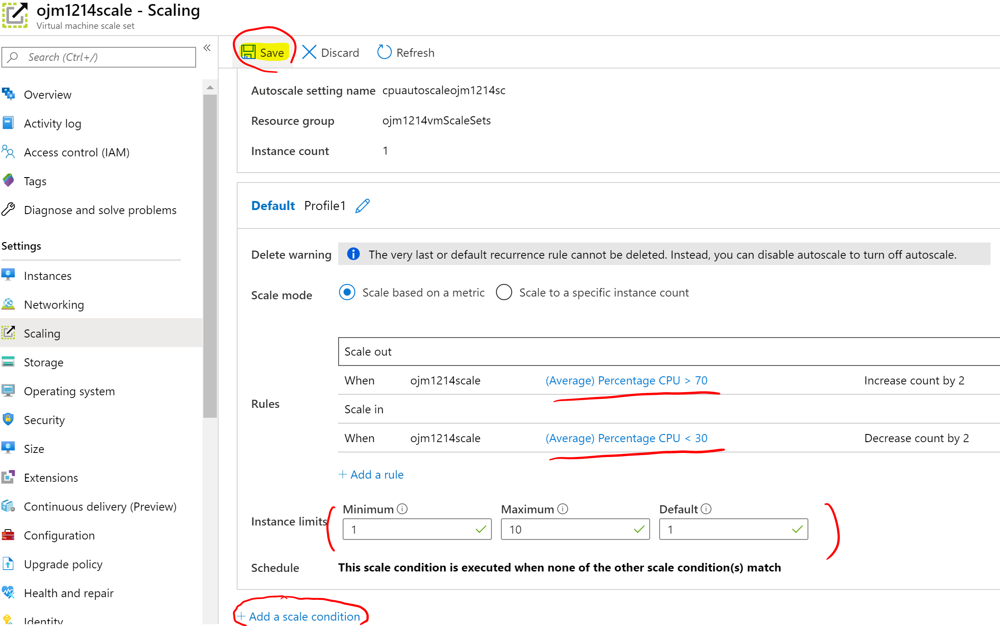 ojm1214scale - Scaling
Virtual machine scale set
Search (Ctrl+/)
«
Save Discard Refresh
Overview
Activity log
Access control (IAM)
Tags
Diagnose and solve problems
Settings
Instances
Networking
Scaling
Storage
Operating system
Security
Size
Extensions
Continuous delivery (Preview)
Configuration
Upgrade policy
Health and repair
Identity
Autoscale setting name cpuautoscaleojm1214sc
Resource group ojm1214vmScaleSets
Instance count 1
Default Profile1
Delete warning The very last or default recurrence rule cannot be deleted. Instead, you can disable autoscale to turn off autoscale.
Scale mode Scale based on a metric Scale to a specific instance count
Rules
Scale out
When ojm1214scale (Average) Percentage CPU > 70 Increase count by 2
Scale in
When ojm1214scale (Average) Percentage CPU < 30 Decrease count by 2
+ Add a rule
Instance limits
Minimum Maximum Default
1 10 1
Schedule This scale condition is executed when none of the other scale condition(s) match
+ Add a scale condition